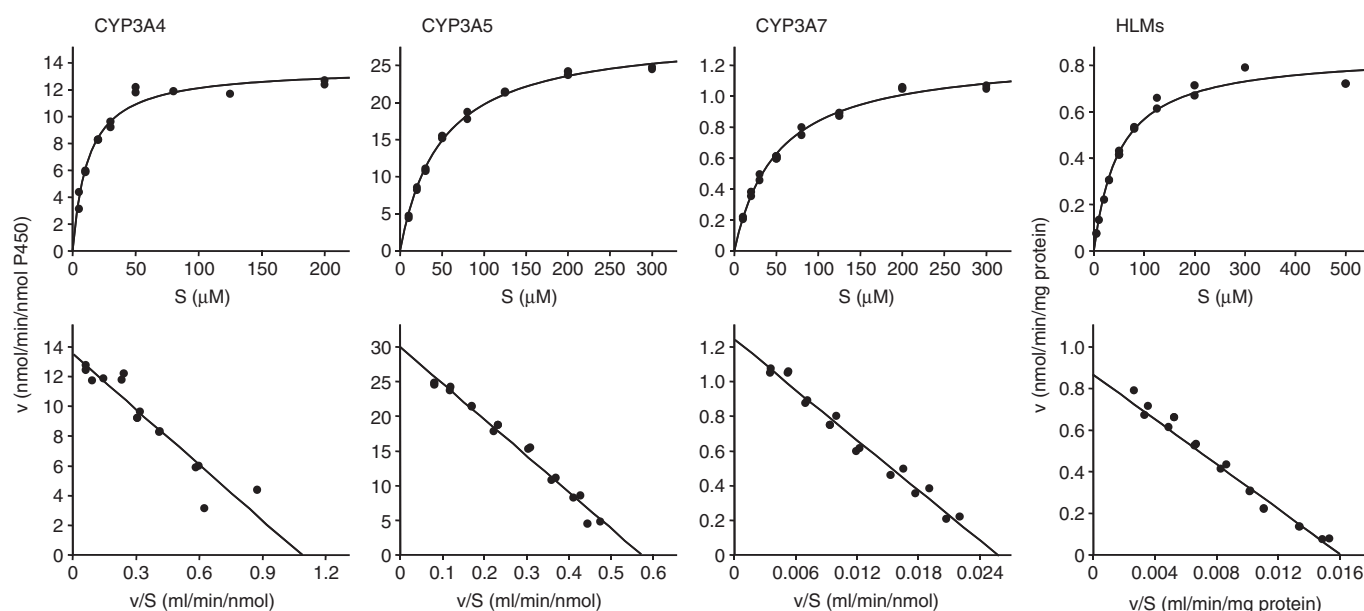 CYP3A4 CYP3A5 CYP3A7 HLMs
14
12
10
8
6
4
2
0
0 50 100 150 200
S (μM)
25
20
15
10
5
0
0 50 100 150 200 250 300
S (μM)
1.2
1.0
0.8
0.6
0.4
0.2
0
0 50 100 150 200 250 300
S (μM)
0.8
0.6
0.4
0.2
0
0 100 200 300 400 500
S (μM)
v (nmol/min/nmol P450)
v (nmol/min/mg protein)
14
12
10
8
6
4
2
0
0 0.3 0.6 0.9 1.2
v/S (ml/min/nmol)
30
25
20
15
10
5
0
0 0.1 0.2 0.3 0.4 0.5 0.6
v/S (ml/min/nmol)
1.2
1.0
0.8
0.6
0.4
0.2
0
0 0.006 0.012 0.018 0.024
v/S (ml/min/nmol)
1.0
0.8
0.6
0.4
0.2
0
0 0.004 0.008 0.012 0.016
v/S (ml/min/mg protein)